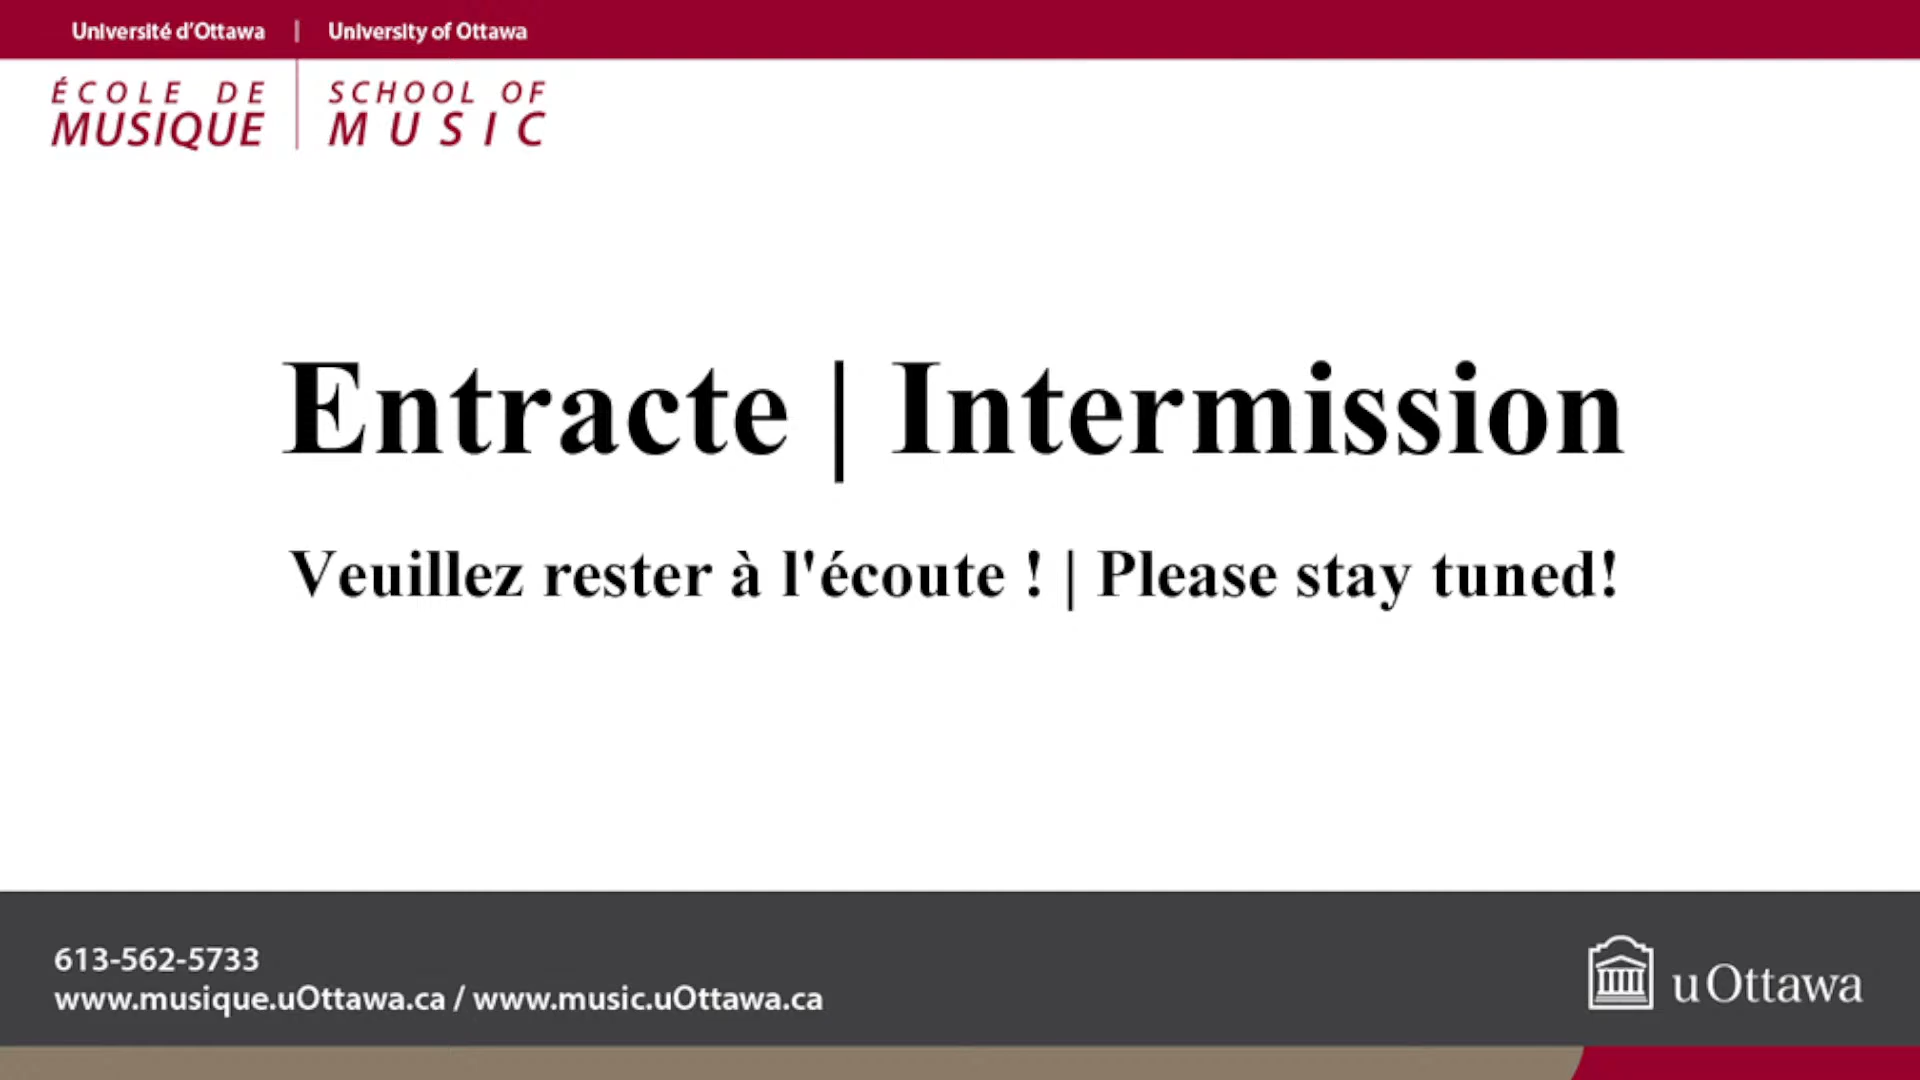 Université d'Ottawa | University of Ottawa
ÉCOLE DE MUSIQUE | SCHOOL OF MUSIC
Entracte | Intermission
Veuillez rester à l'écoute ! | Please stay tuned!
613-562-5733
www.musique.uOttawa.ca / www.music.uOttawa.ca
uOttawa